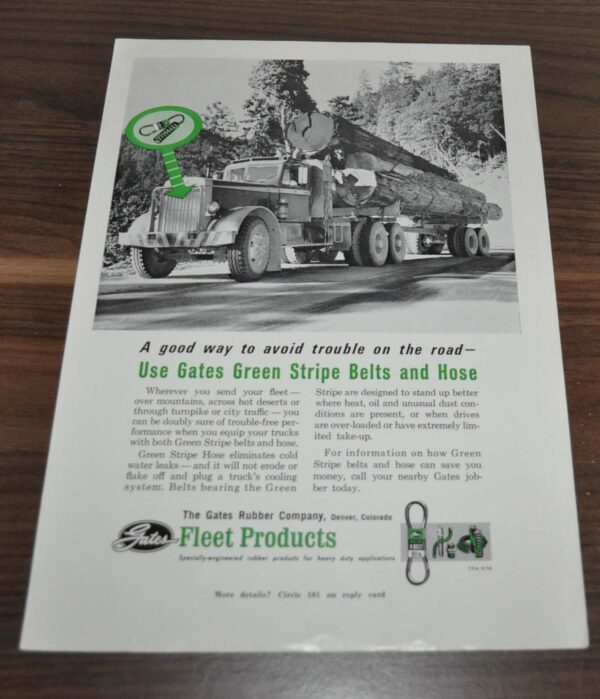 A good way to avoid trouble on the road—
Use Gates Green Stripe Belts and Hose
Wherever you send your fleet —
over mountains, across hot deserts or
through turnpike or city traffic — you
can be doubly sure of trouble-free per-
formance when you equip your trucks
with both Green Stripe belts and hose.
Green Stripe Hose eliminates cold
water leaks — and it will not erode or
flake off and plug a truck's cooling
system. Belts bearing the Green
Stripe are designed to stand up better
where heat, oil and unusual dust con-
ditions are present, or when drives
are over-loaded or have extremely lim-
ited take-up.
For information on how Green
Stripe belts and hose can save you
money, call your nearby Gates job-
ber today.
The Gates Rubber Company, Denver, Colorado
Gates
Fleet Products
Specially-engineered rubber products for heavy duty applications
More details? Circle 101 on reply card